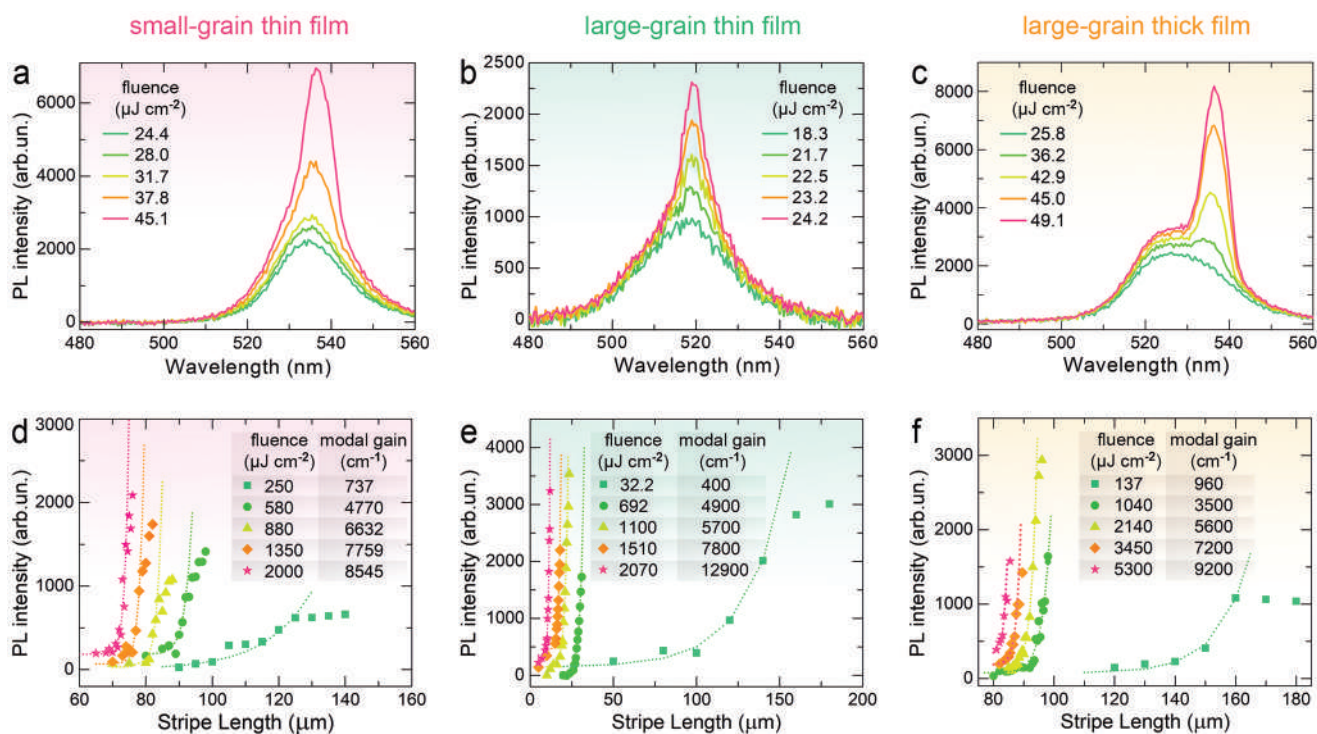 small-grain thin film
large-grain thin film
large-grain thick film
a
fluence
(μJ cm-2)
24.4
28.0
31.7
37.8
45.1
PL intensity (arb.un.)
6000
4000
2000
0
480 500 520 540 560
Wavelength (nm)
b
fluence
(μJ cm-2)
18.3
21.7
22.5
23.2
24.2
PL intensity (arb.un.)
2500
2000
1500
1000
500
0
480 500 520 540 560
Wavelength (nm)
c
fluence
(μJ cm-2)
25.8
36.2
42.9
45.0
49.1
PL intensity (arb.un.)
8000
6000
4000
2000
0
480 500 520 540 560
Wavelength (nm)
d
fluence modal gain
(μJ cm-2) (cm-1)
250 737
580 4770
880 6632
1350 7759
2000 8545
PL intensity (arb.un.)
3000
2000
1000
0
60 80 100 120 140 160
Stripe Length (μm)
e
fluence modal gain
(μJ cm-2) (cm-1)
32.2 400
692 4900
1100 5700
1510 7800
2070 12900
PL intensity (arb.un.)
4000
3000
2000
1000
0
0 50 100 150 200
Stripe Length (μm)
f
fluence modal gain
(μJ cm-2) (cm-1)
137 960
1040 3500
2140 5600
3450 7200
5300 9200
PL intensity (arb.un.)
3000
2000
1000
0
80 100 120 140 160 180
Stripe Length (μm)